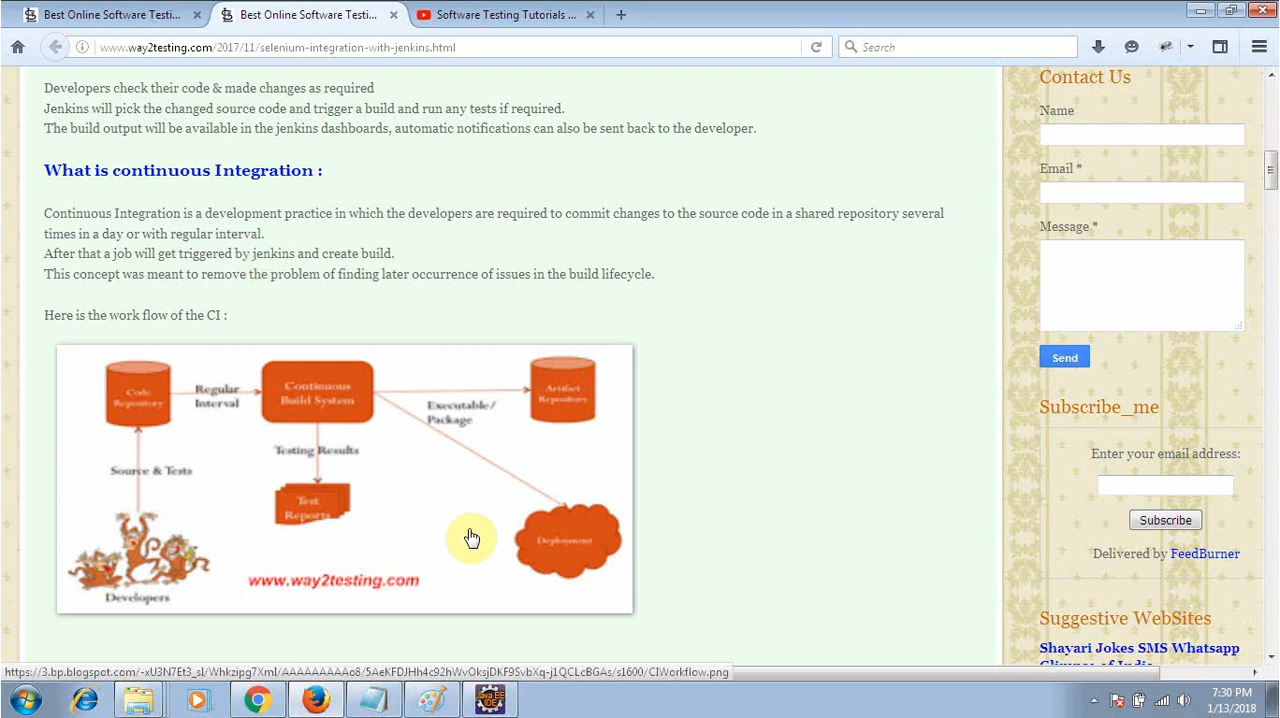 Best Online Software Testi...
Best Online Software Testi...
Software Testing Tutorials ...
www.way2testing.com/2017/11/selenium-integration-with-jenkins.html
Search
Developers check their code & made changes as required
Jenkins will pick the changed source code and trigger a build and run any tests if required.
The build output will be available in the jenkins dashboards, automatic notifications can also be sent back to the developer.
What is continuous Integration :
Continuous Integration is a development practice in which the developers are required to commit changes to the source code in a shared repository several
times in a day or with regular interval.
After that a job will get triggered by jenkins and create build.
This concept was meant to remove the problem of finding later occurrence of issues in the build lifecycle.
Here is the work flow of the CI :
Code
Repository
Regular
Interval
Continuous
Build System
Executable/
Package
Artifact
Repository
Testing Results
Source & Tests
Test
Reports
Deployment
www.way2testing.com
Developers
Contact Us
Name
Email *
Message *
Send
Subscribe_me
Enter your email address:
Subscribe
Delivered by FeedBurner
Suggestive WebSites
Shayari Jokes SMS Whatsapp
Glimpse of India
Java EE
IDE
7:30 PM
1/13/2018